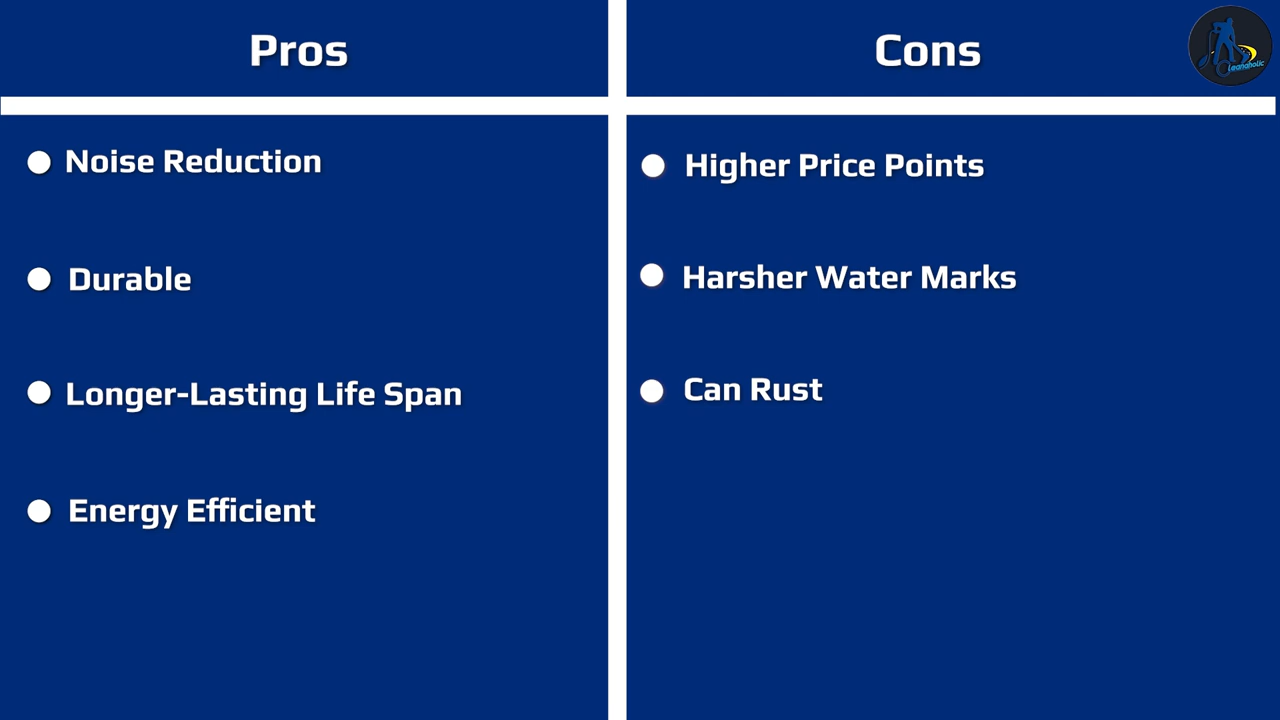 Pros
Cons
Noise Reduction
Durable
Longer-Lasting Life Span
Energy Efficient
Higher Price Points
Harsher Water Marks
Can Rust
Cleanaholic